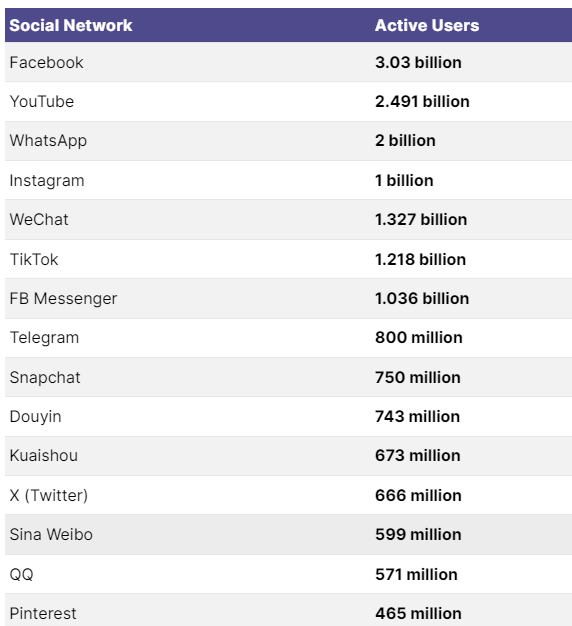 Social Network Active Users
Facebook 3.03 billion
YouTube 2.491 billion
WhatsApp 2 billion
Instagram 1 billion
WeChat 1.327 billion
TikTok 1.218 billion
FB Messenger 1.036 billion
Telegram 800 million
Snapchat 750 million
Douyin 743 million
Kuaishou 673 million
X (Twitter) 666 million
Sina Weibo 599 million
QQ 571 million
Pinterest 465 million